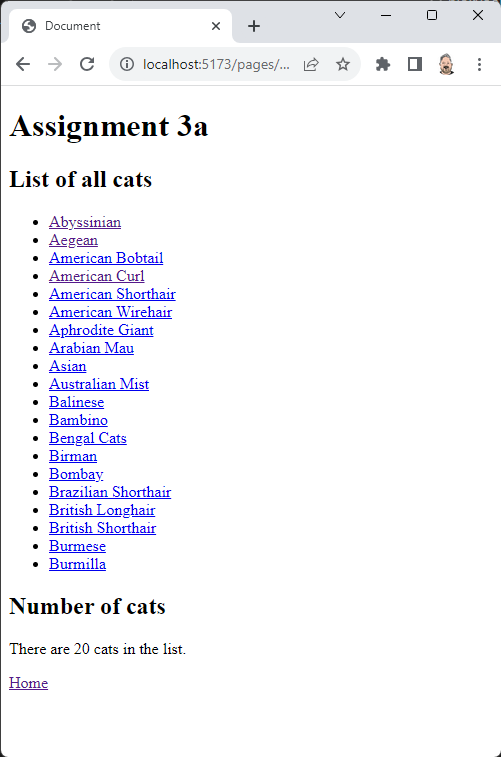 Document
localhost:5173/pages/...
Assignment 3a
List of all cats
Abyssinian
Aegean
American Bobtail
American Curl
American Shorthair
American Wirehair
Aphrodite Giant
Arabian Mau
Asian
Australian Mist
Balinese
Bambino
Bengal Cats
Birman
Bombay
Brazilian Shorthair
British Longhair
British Shorthair
Burmese
Burmilla
Number of cats
There are 20 cats in the list.
Home